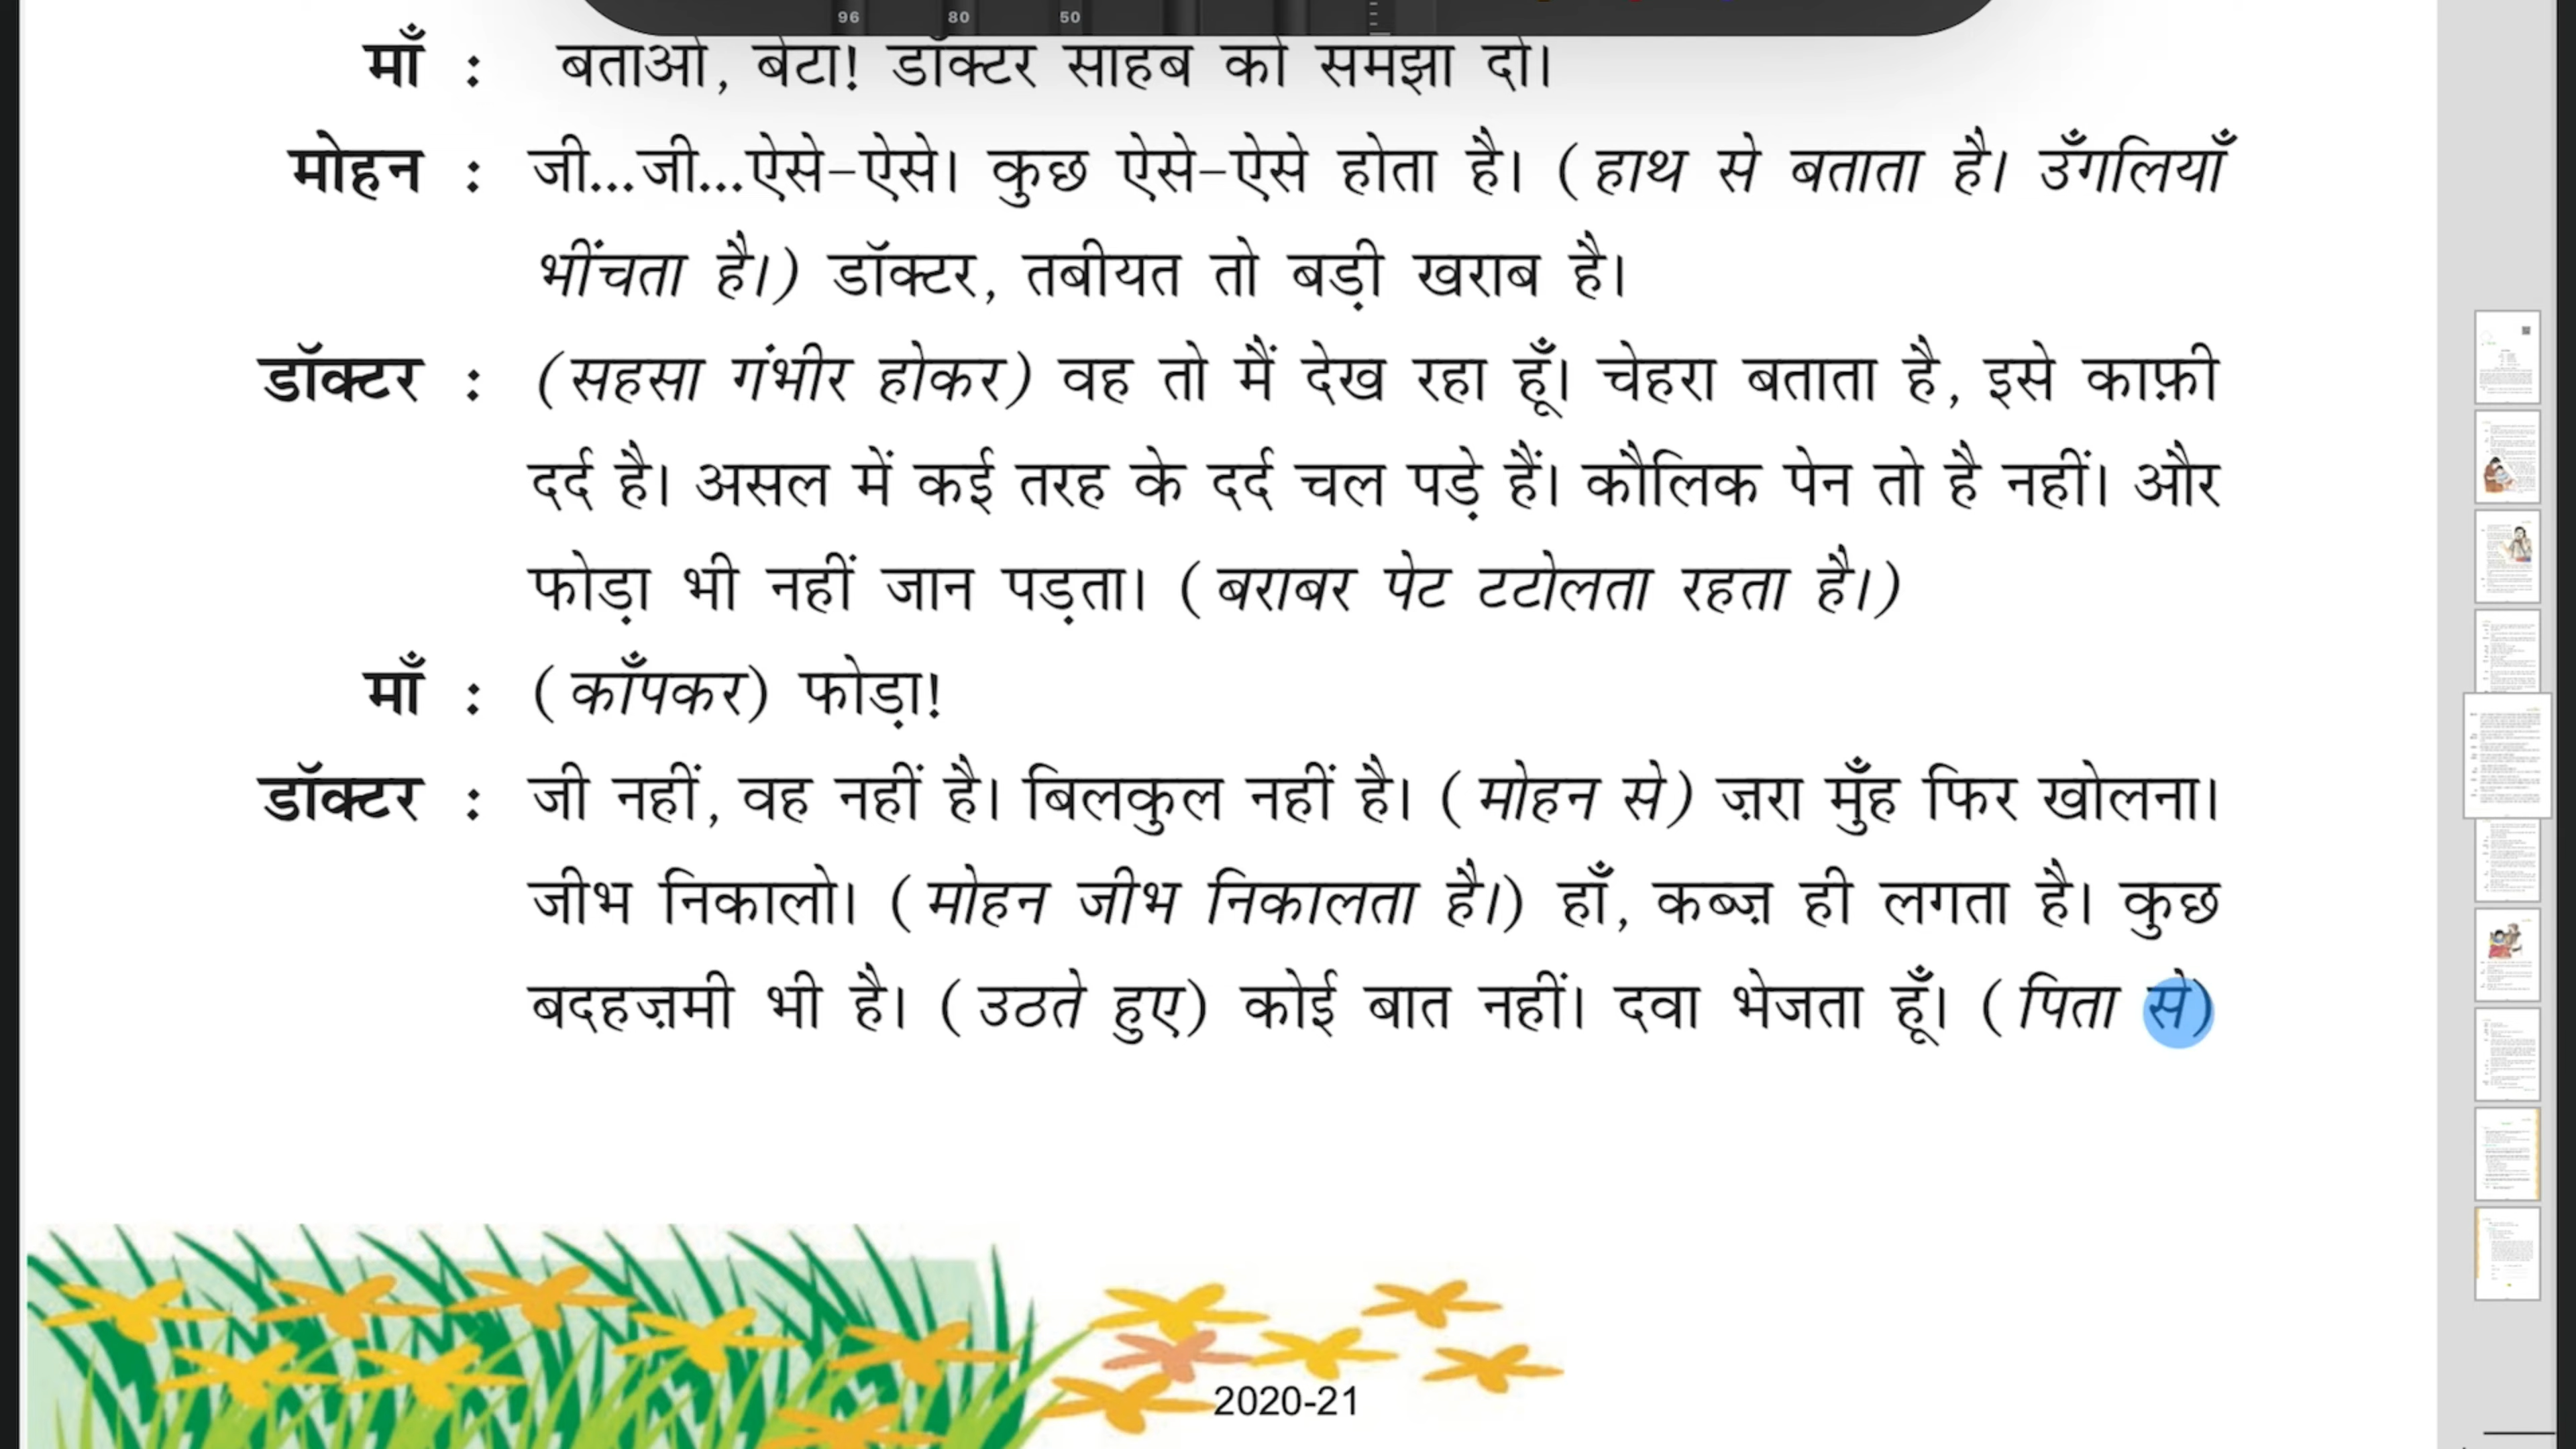 96 80 50
माँ : बताओ, बेटा! डॉक्टर साहब को समझा दो।
मोहन : जी...जी...ऐसे-ऐसे। कुछ ऐसे-ऐसे होता है। (हाथ से बताता है। उँगलियाँ
भींचता है।) डॉक्टर, तबीयत तो बड़ी खराब है।
डॉक्टर : (सहसा गंभीर होकर) वह तो मैं देख रहा हूँ। चेहरा बताता है, इसे काफ़ी
दर्द है। असल में कई तरह के दर्द चल पड़े हैं। कौलिक पेन तो है नहीं। और
फोड़ा भी नहीं जान पड़ता। (बराबर पेट टटोलता रहता है।)
माँ : (काँपकर) फोड़ा!
डॉक्टर : जी नहीं, वह नहीं है। बिलकुल नहीं है। (मोहन से) ज़रा मुँह फिर खोलना।
जीभ निकालो। (मोहन जीभ निकालता है।) हाँ, कब्ज़ ही लगता है। कुछ
बदहज़मी भी है। (उठते हुए) कोई बात नहीं। दवा भेजता हूँ। (पिता से)
2020-21